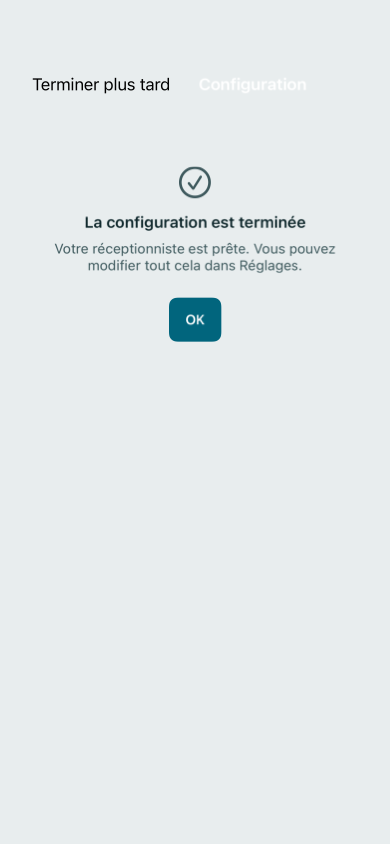 Terminer plus tard Configuration
La configuration est terminée
Votre réceptionniste est prête. Vous pouvez
modifier tout cela dans Réglages.
OK